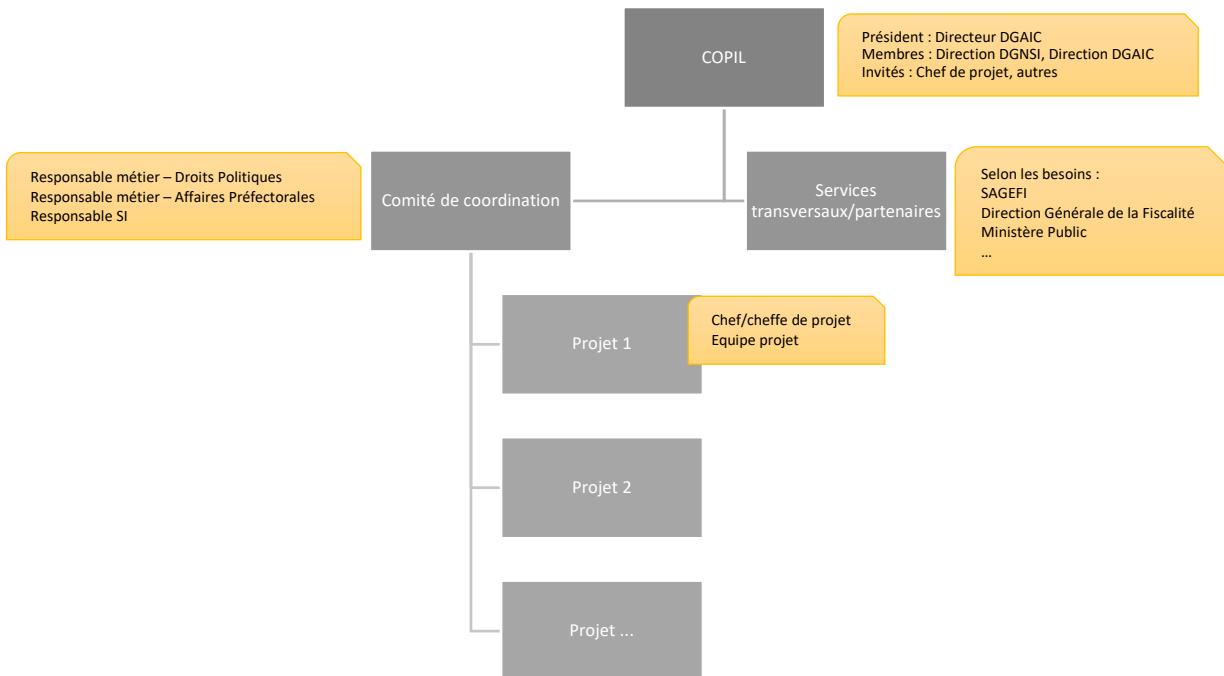 COPIL
Président : Directeur DGAIC
Membres : Direction DGNSI, Direction DGAIC
Invités : Chef de projet, autres
Responsable métier – Droits Politiques
Responsable métier – Affaires Préfectorales
Responsable SI
Comité de coordination
Services
transversaux/partenaires
Selon les besoins :
SAGEFI
Direction Générale de la Fiscalité
Ministère Public
...
Projet 1
Chef/cheffe de projet
Equipe projet
Projet 2
Projet ...